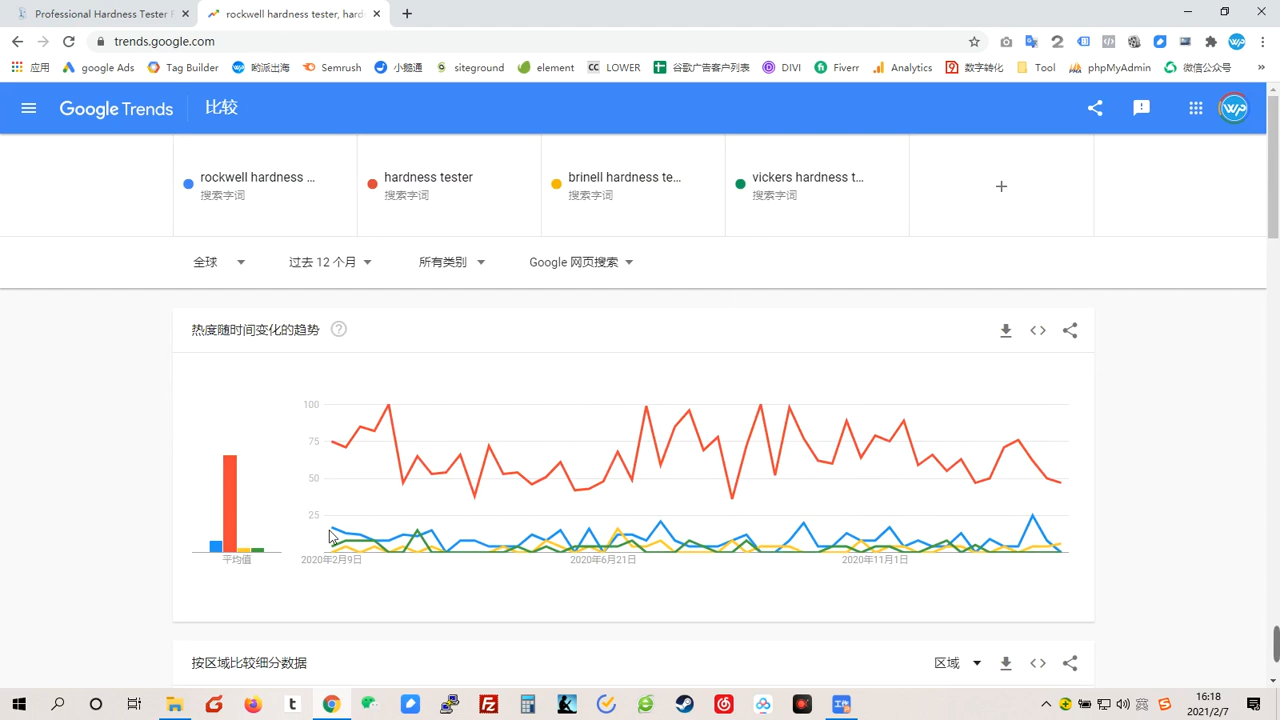 Professional Hardness Tester
rockwell hardness tester, hard
trends.google.com
应用
google Ads
Tag Builder
哟派出海
Semrush
小鹅通
siteground
element
CC LOWER
谷歌广告客户列表
DIVI
Fiverr
Analytics
数字转化
Tool
phpMyAdmin
微信公众号
Google Trends
比较
rockwell hardness ...
搜索字词
hardness tester
搜索字词
brinell hardness te...
搜索字词
vickers hardness t...
搜索字词
全球
过去 12 个月
所有类别
Google 网页搜索
热度随时间变化的趋势
100
75
50
25
平均值
2020年2月9日
2020年6月21日
2020年11月1日
按区域比较细分数据
区域
16:18
2021/2/7